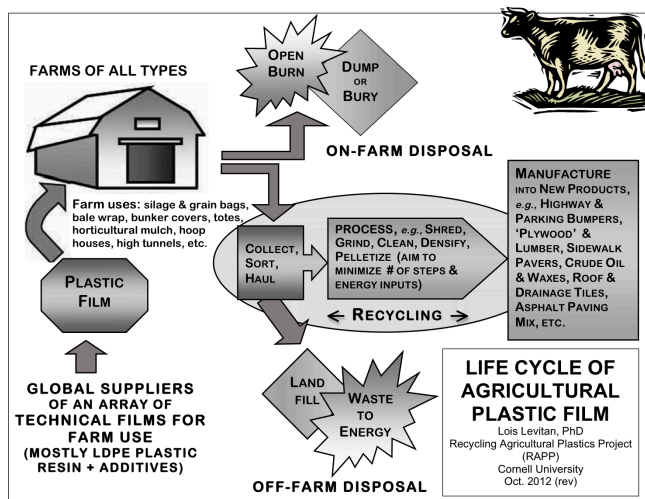 FARMS OF ALL TYPES
OPEN
BURN
DUMP
OR
BURY
ON-FARM DISPOSAL
Farm uses: silage & grain bags,
bale wrap, bunker covers, totes,
horticultural mulch, hoop
houses, high tunnels, etc.
PLASTIC
FILM
GLOBAL SUPPLIERS
OF AN ARRAY OF
TECHNICAL FILMS FOR
FARM USE
(MOSTLY LDPE PLASTIC
RESIN + ADDITIVES)
COLLECT,
SORT,
HAUL
PROCESS, e.g., SHRED,
GRIND, CLEAN, DENSIFY,
PELLETIZE (AIM TO
MINIMIZE # OF STEPS &
ENERGY INPUTS)
← RECYCLING →
MANUFACTURE
INTO NEW PRODUCTS,
e.g., HIGHWAY &
PARKING BUMPERS,
'PLYWOOD' &
LUMBER, SIDEWALK
PAVERS, CRUDE OIL
& WAXES, ROOF &
DRAINAGE TILES,
ASPHALT PAVING
MIX, ETC.
LAND
FILL
WASTE
TO
ENERGY
OFF-FARM DISPOSAL
LIFE CYCLE OF
AGRICULTURAL
PLASTIC FILM
Lois Levitan, PhD
Recycling Agricultural Plastics Project
(RAPP)
Cornell University
Oct. 2012 (rev)